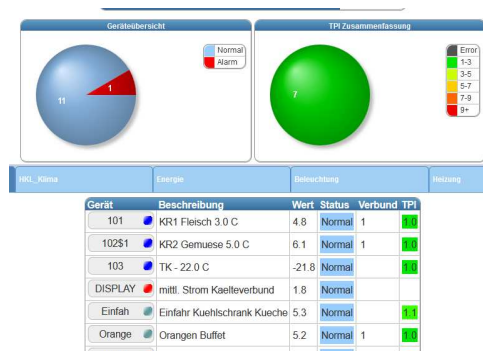 Geräteübersicht
11
1
Normal
Alarm
TPI Zusammenfassung
7
Error
1-3
3-5
5-7
7-9
9+
HKL_Klima Energie Beleuchtung Heizung
Gerät Beschreibung Wert Status Verbund TPI
101 KR1 Fleisch 3.0 C 4.8 Normal 1 1.0
102$1 KR2 Gemuese 5.0 C 6.1 Normal 1 1.0
103 TK - 22.0 C -21.8 Normal 1.0
DISPLAY mittl. Strom Kaelteverbund 1.8 Normal
Einfah Einfahr Kuehlschrank Kueche 5.3 Normal 1.1
Orange Orangen Buffet 5.2 Normal 1 1.0